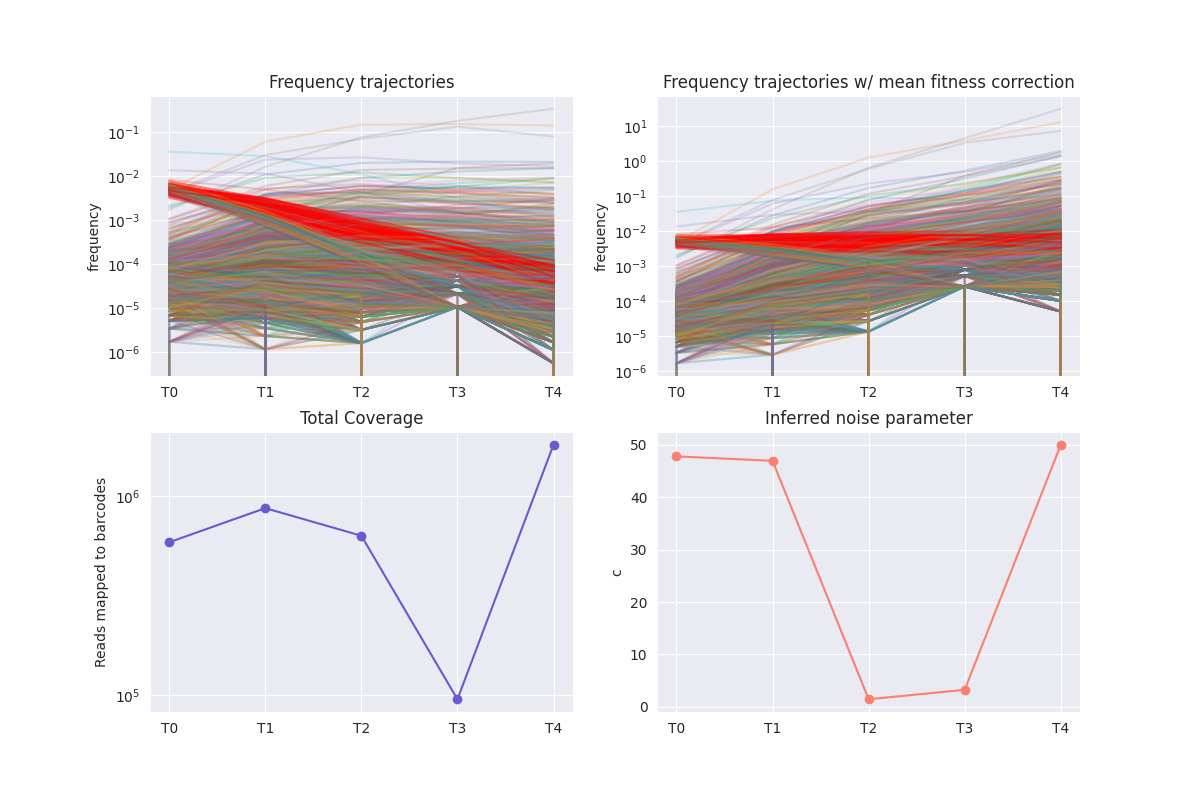 Frequency trajectories
frequency
10⁻¹
10⁻²
10⁻³
10⁻⁴
10⁻⁵
10⁻⁶
T0 T1 T2 T3 T4
Frequency trajectories w/ mean fitness correction
frequency
10¹
10⁰
10⁻¹
10⁻²
10⁻³
10⁻⁴
10⁻⁵
10⁻⁶
T0 T1 T2 T3 T4
Total Coverage
Reads mapped to barcodes
10⁶
10⁵
T0 T1 T2 T3 T4
Inferred noise parameter
c
50
40
30
20
10
0
T0 T1 T2 T3 T4